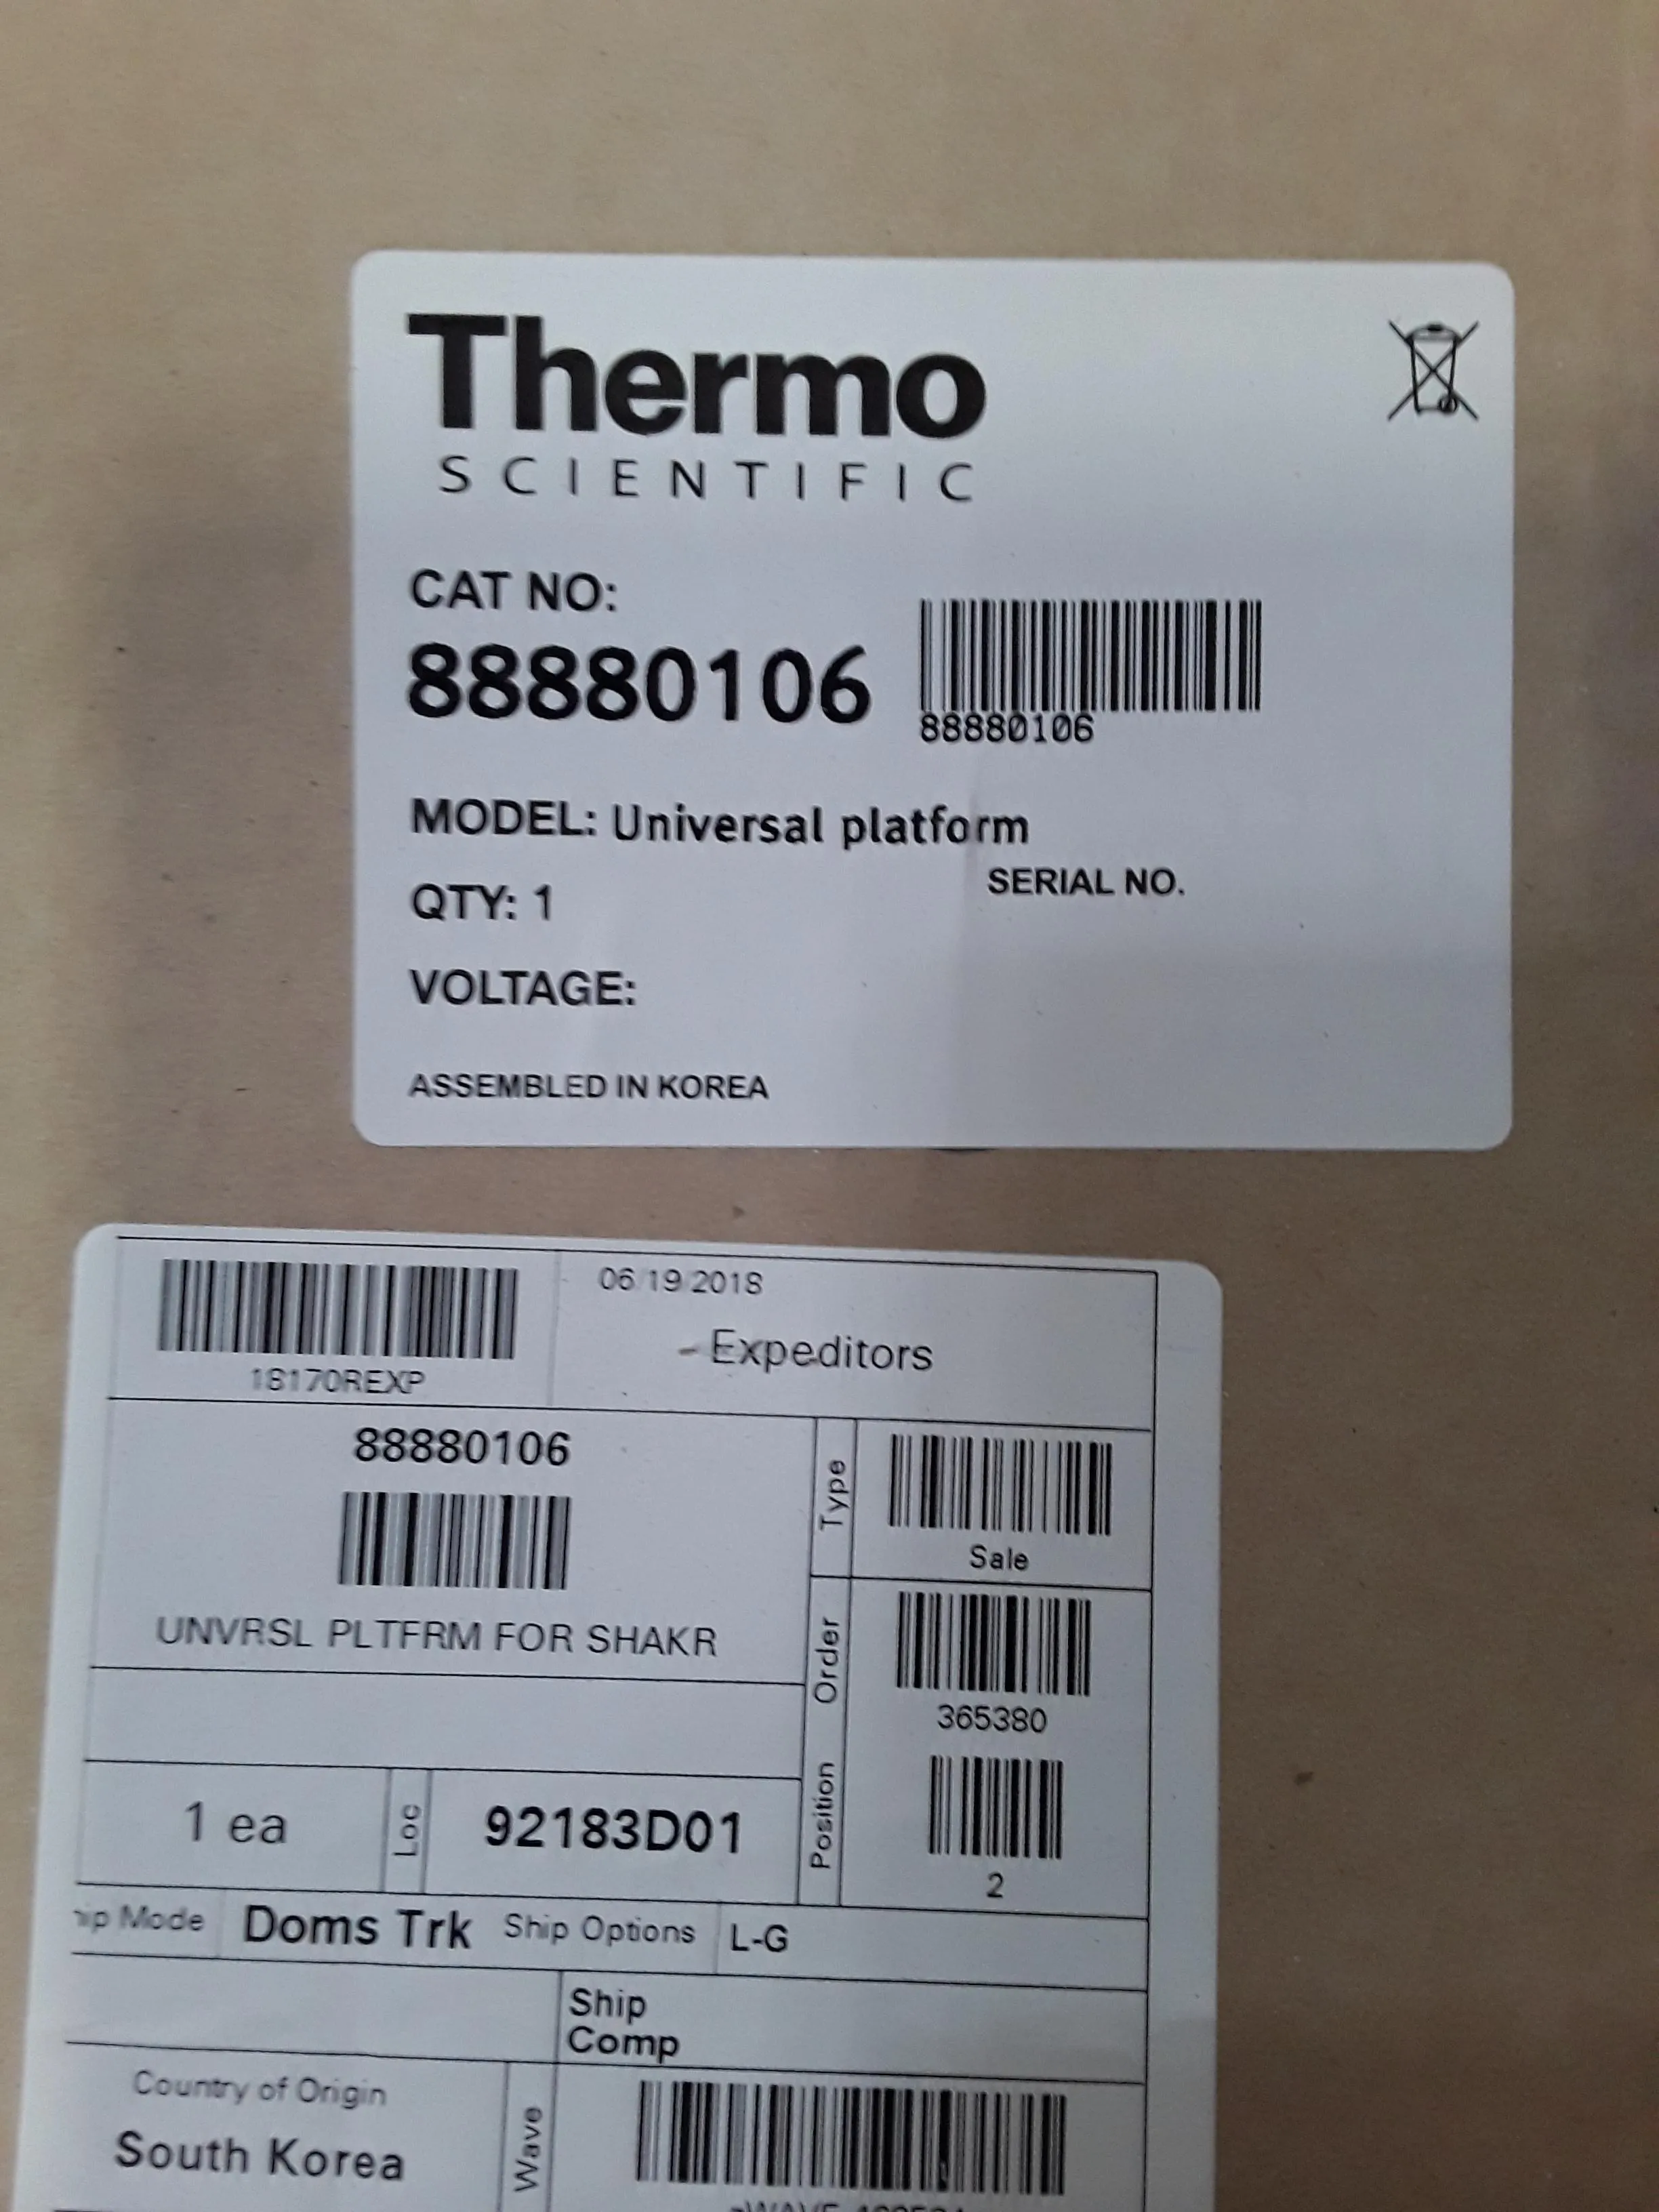 Thermo
SCIENTIFIC
CAT NO:
88880106
88880106
MODEL: Universal platform
SERIAL NO.
QTY: 1
VOLTAGE:
ASSEMBLED IN KOREA
06/19/2018
Expeditors
18170REXP
88880106
Type
Sale
UNVRSL PLTFRM FOR SHAKR
Order
365380
1 ea
Loc
92183D01
Position
2
Mode
Doms Trk
Ship Options
L-G
Ship
Comp
Country of Origin
South Korea
Wave